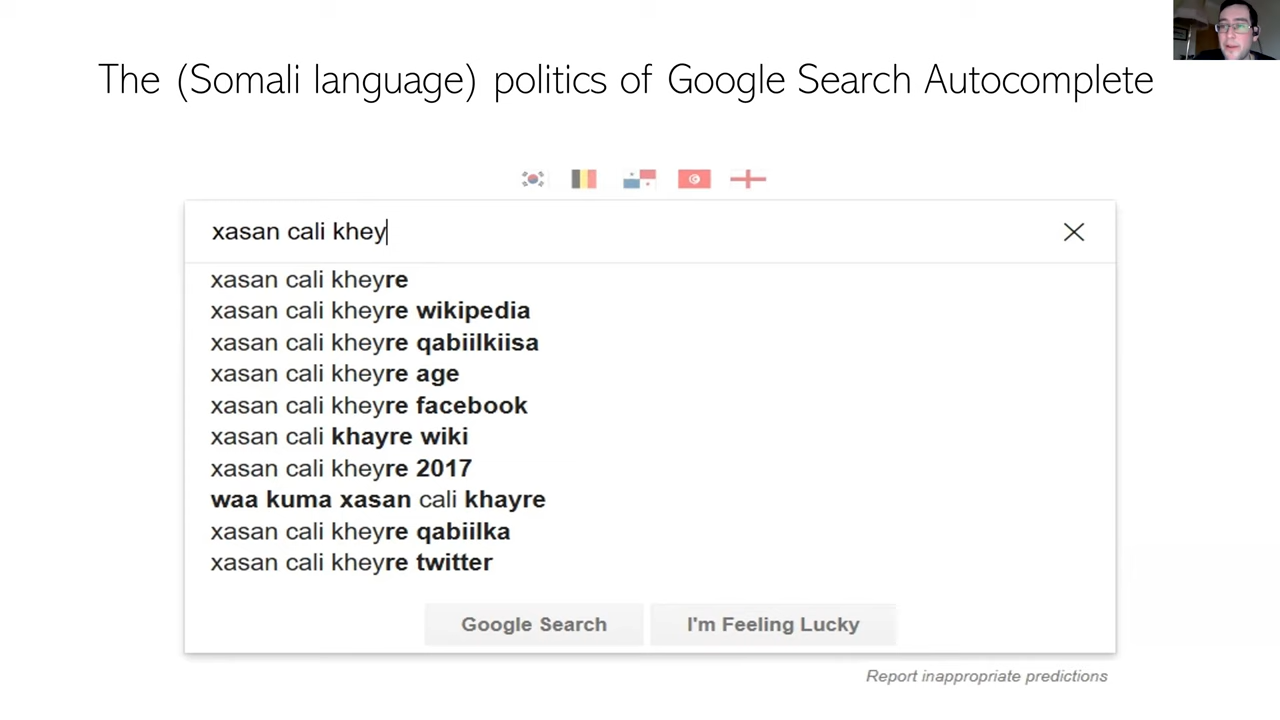 The (Somali language) politics of Google Search Autocomplete
xasan cali khey
xasan cali kheyre
xasan cali kheyre wikipedia
xasan cali kheyre qabiilkiisa
xasan cali kheyre age
xasan cali kheyre facebook
xasan cali khayre wiki
xasan cali kheyre 2017
waa kuma xasan cali khayre
xasan cali kheyre qabiilka
xasan cali kheyre twitter
Google Search
I'm Feeling Lucky
Report inappropriate predictions